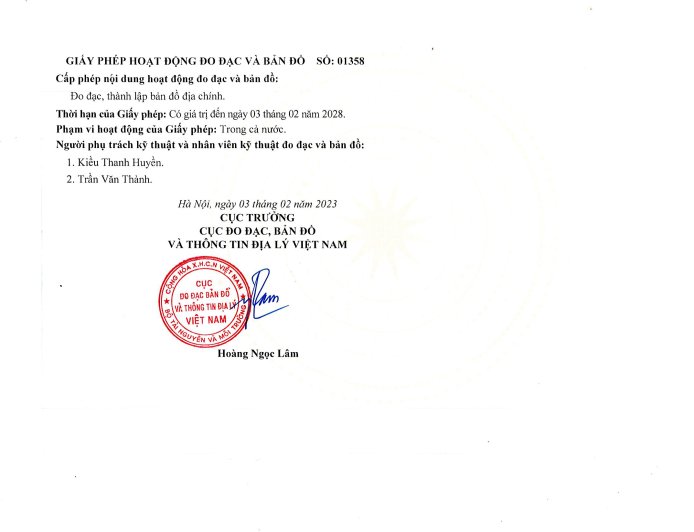 GIẤY PHÉP HOẠT ĐỘNG ĐO ĐẠC VÀ BẢN ĐỒ SỐ: 01358
Cấp phép nội dung hoạt động đo đạc và bản đồ:
Đo đạc, thành lập bản đồ địa chính.
Thời hạn của Giấy phép: Có giá trị đến ngày 03 tháng 02 năm 2028.
Phạm vi hoạt động của Giấy phép: Trong cả nước.
Người phụ trách kỹ thuật và nhân viên kỹ thuật đo đạc và bản đồ:
1. Kiều Thanh Huyền.
2. Trần Văn Thành.
Hà Nội, ngày 03 tháng 02 năm 2023
CỤC TRƯỞNG
CỤC ĐO ĐẠC, BẢN ĐỒ
VÀ THÔNG TIN ĐỊA LÝ VIỆT NAM
CỘNG HÒA X.H.C.N VIỆT NAM
CỤC
ĐO ĐẠC BẢN ĐỒ
VÀ THÔNG TIN ĐỊA LÝ
VIỆT NAM
BỘ TÀI NGUYÊN VÀ MÔI TRƯỜNG
Hoàng Ngọc Lâm